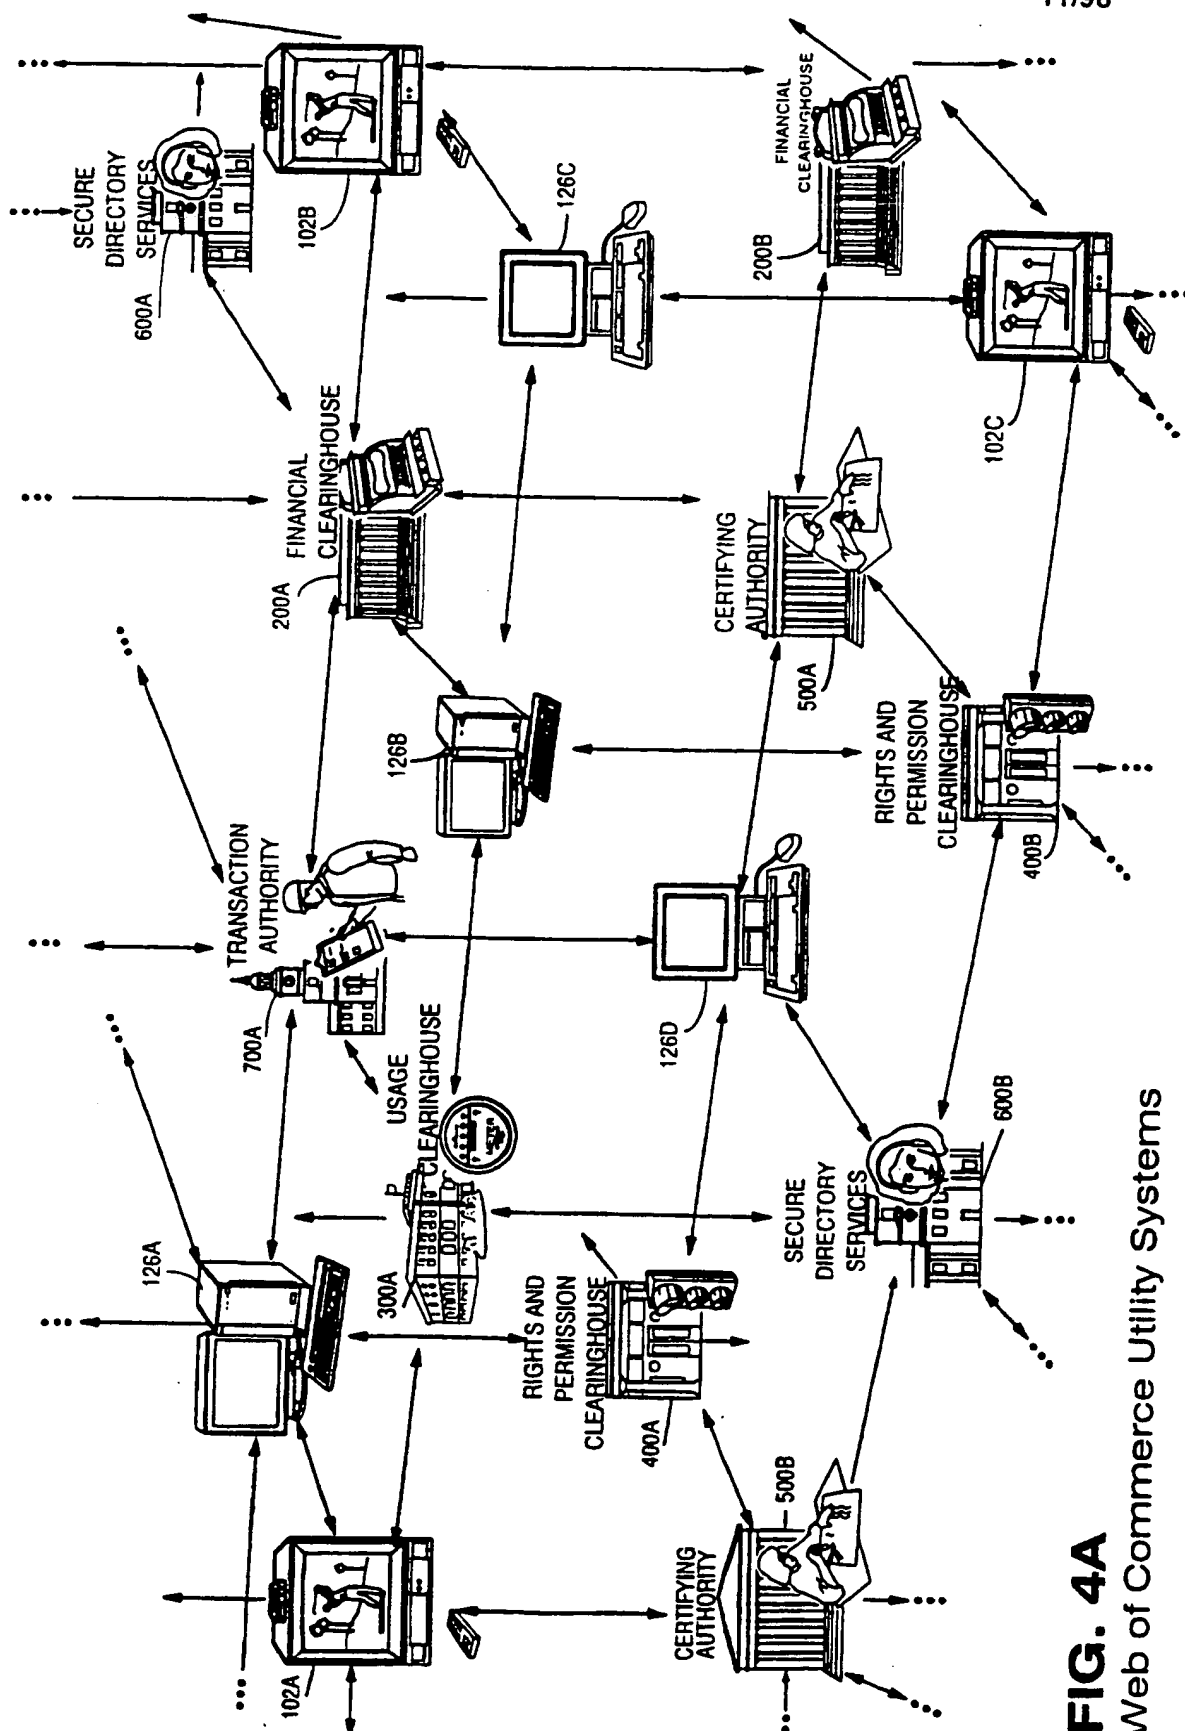 126A
102A
700A
TRANSACTION
AUTHORITY
200A
FINANCIAL
CLEARINGHOUSE
SECURE
DIRECTORY
SERVICES
600A
102B
300A
USAGE
CLEARINGHOUSE
METER
126B
126C
RIGHTS AND
PERMISSION
CLEARINGHOUSE
400A
CERTIFYING
AUTHORITY
500B
126D
CERTIFYING
AUTHORITY
500A
200B
FINANCIAL
CLEARINGHOUSE
SECURE
DIRECTORY
SERVICES
600B
RIGHTS AND
PERMISSION
CLEARINGHOUSE
400B
102C
FIG. 4A
Web of Commerce Utility Systems